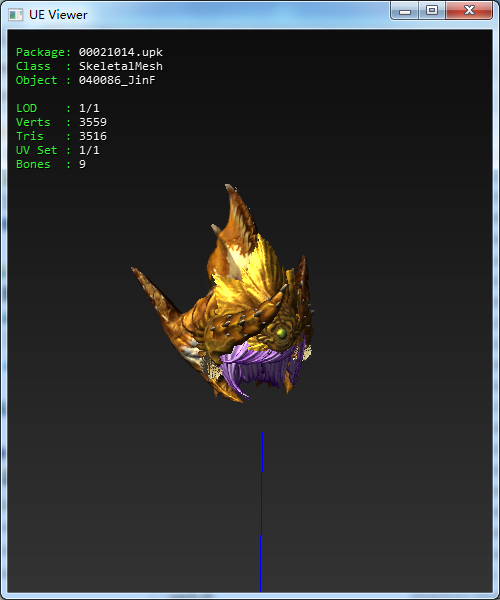 UE Viewer
Package: 00021014.upk
Class  : SkeletalMesh
Object : 040086_JinF
LOD    : 1/1
Verts  : 3559
Tris   : 3516
UV Set : 1/1
Bones  : 9